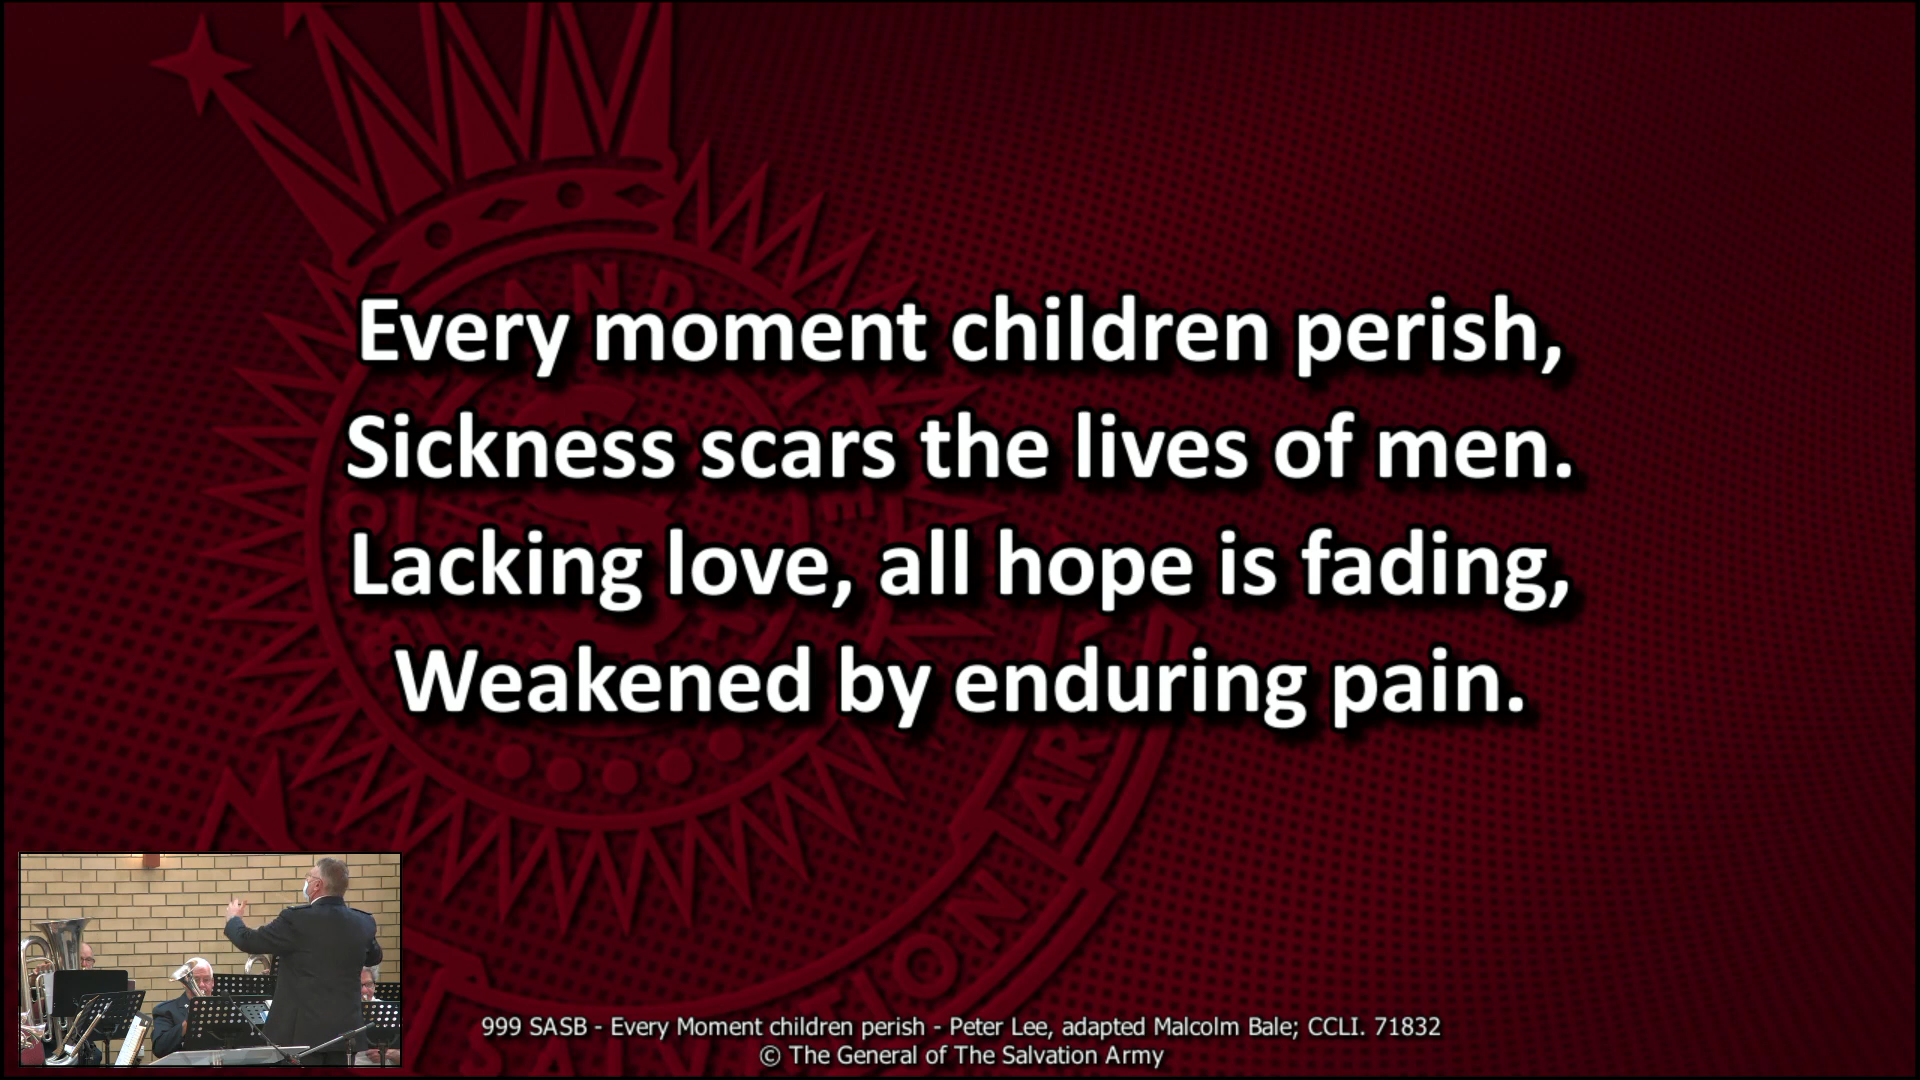 Every moment children perish,
Sickness scars the lives of men.
Lacking love, all hope is fading,
Weakened by enduring pain.
999 SASB - Every Moment children perish - Peter Lee, adapted Malcolm Bale; CCLI. 71832
© The General of The Salvation Army